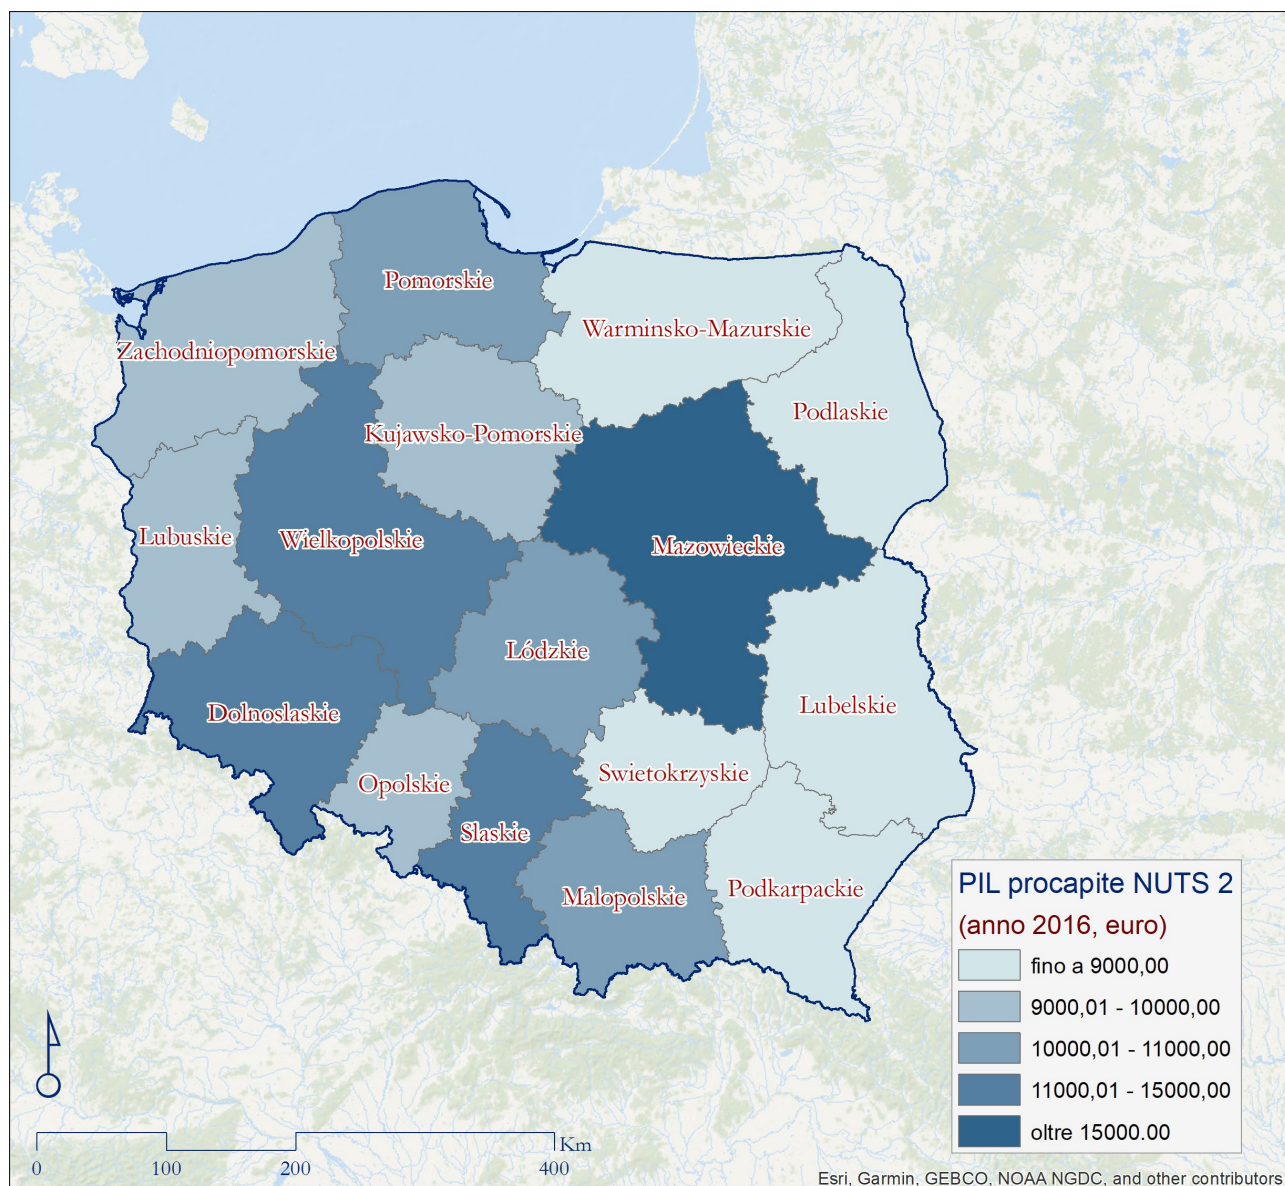 Pomorskie
Warminsko-Mazurskie
Zachodniopomorskie
Podlaskie
Kujawsko-Pomorskie
Lubuskie
Wielkopolskie
Mazowieckie
Lódzkie
Lubelskie
Dolnoslaskie
Swietokrzyskie
Opolskie
Slaskie
Malopolskie
Podkarpackie
PIL procapite NUTS 2
(anno 2016, euro)
fino a 9000,00
9000,01 - 10000,00
10000,01 - 11000,00
11000,01 - 15000,00
oltre 15000.00
Km
0 100 200 400
Esri, Garmin, GEBCO, NOAA NGDC, and other contributors